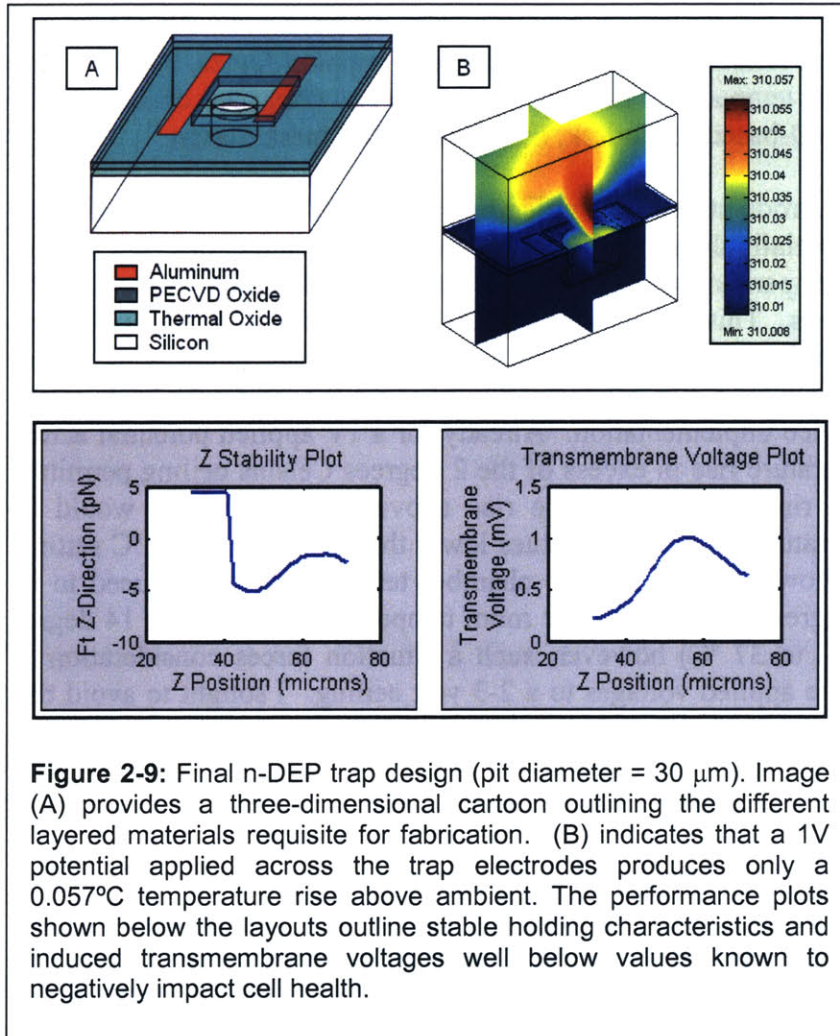 A
B
Max: 310.057
310.055
310.05
310.045
310.04
310.035
310.03
310.025
310.02
310.015
310.01
Min: 310.008
Aluminum
PECVD Oxide
Thermal Oxide
Silicon
Z Stability Plot
Ft Z-Direction (pN)
5
0
-5
-10
20 40 60 80
Z Position (microns)
Transmembrane Voltage Plot
Transmembrane
Voltage (mV)
1.5
1
0.5
0
20 40 60 80
Z Position (microns)
Figure 2-9: Final n-DEP trap design (pit diameter = 30 μm). Image
(A) provides a three-dimensional cartoon outlining the different
layered materials requisite for fabrication. (B) indicates that a 1V
potential applied across the trap electrodes produces only a
0.057ºC temperature rise above ambient. The performance plots
shown below the layouts outline stable holding characteristics and
induced transmembrane voltages well below values known to
negatively impact cell health.